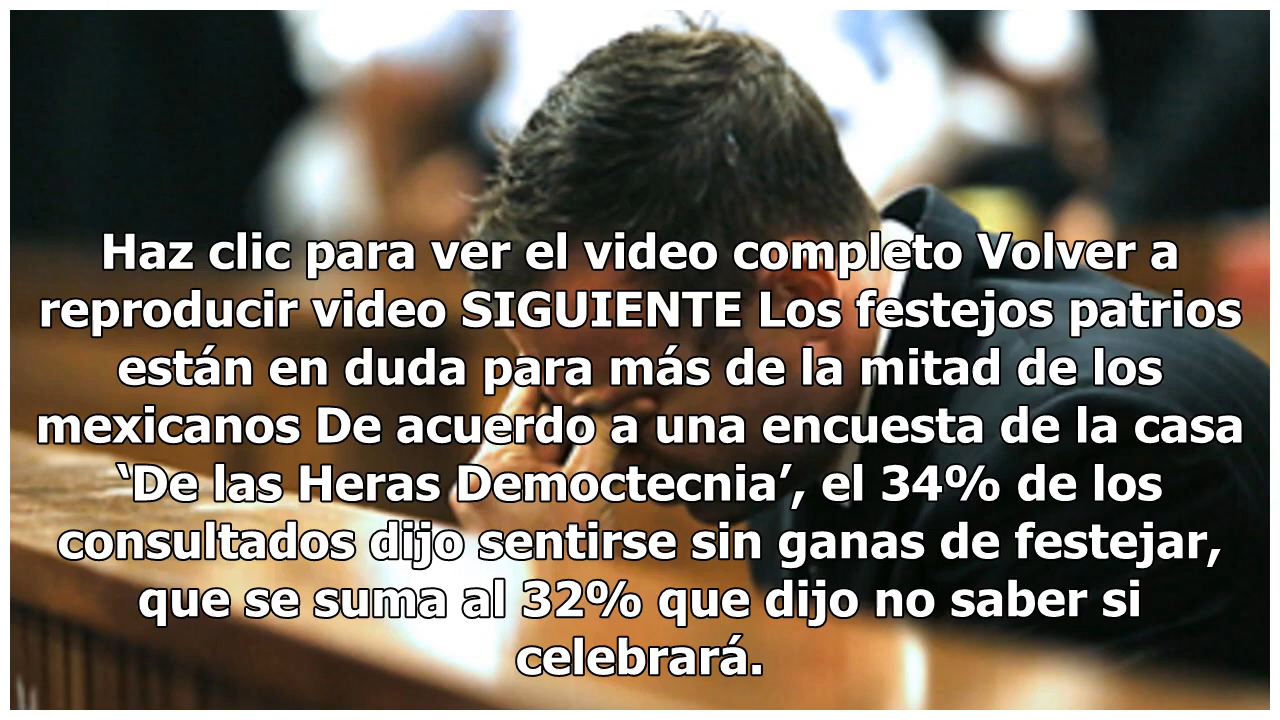 Haz clic para ver el video completo Volver a
reproducir video SIGUIENTE Los festejos patrios
están en duda para más de la mitad de los
mexicanos De acuerdo a una encuesta de la casa
‘De las Heras Democtecnia’, el 34% de los
consultados dijo sentirse sin ganas de festejar,
que se suma al 32% que dijo no saber si
celebrará.